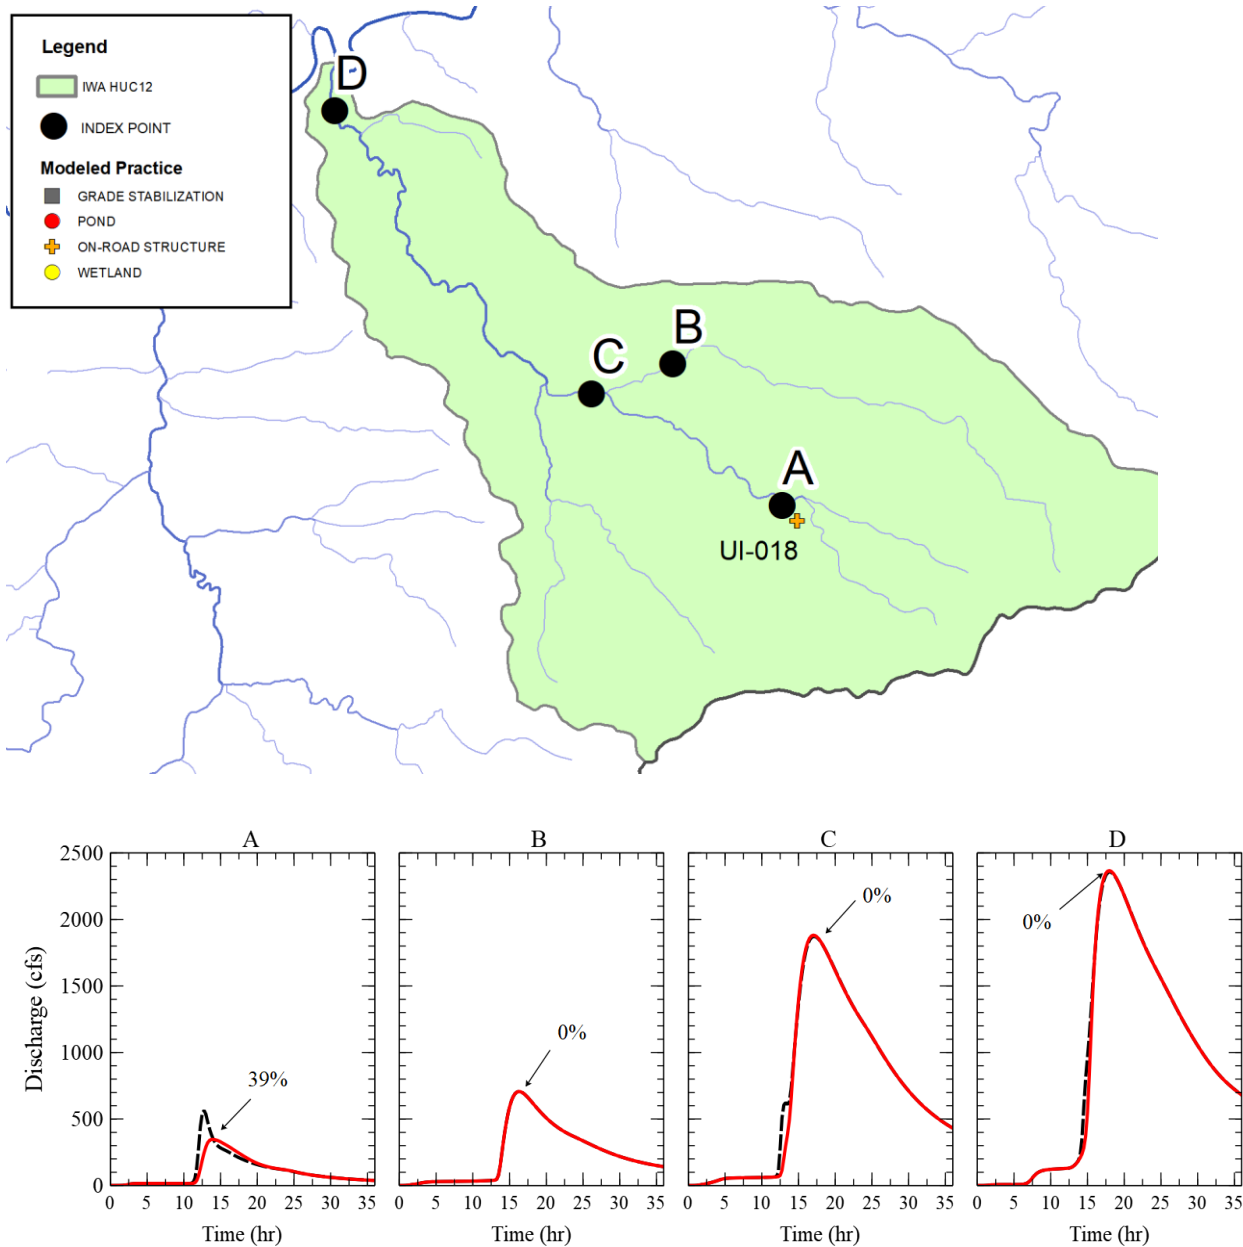 Legend
IWA HUC12
INDEX POINT
Modeled Practice
GRADE STABILIZATION
POND
ON-ROAD STRUCTURE
WETLAND
D
B
C
A
UI-018
A B C D
2500
2000
1500
1000
500
0
Discharge (cfs)
39%
0%
0%
0%
0 5 10 15 20 25 30 35 0 5 10 15 20 25 30 35 0 5 10 15 20 25 30 35 0 5 10 15 20 25 30 35
Time (hr) Time (hr) Time (hr) Time (hr)